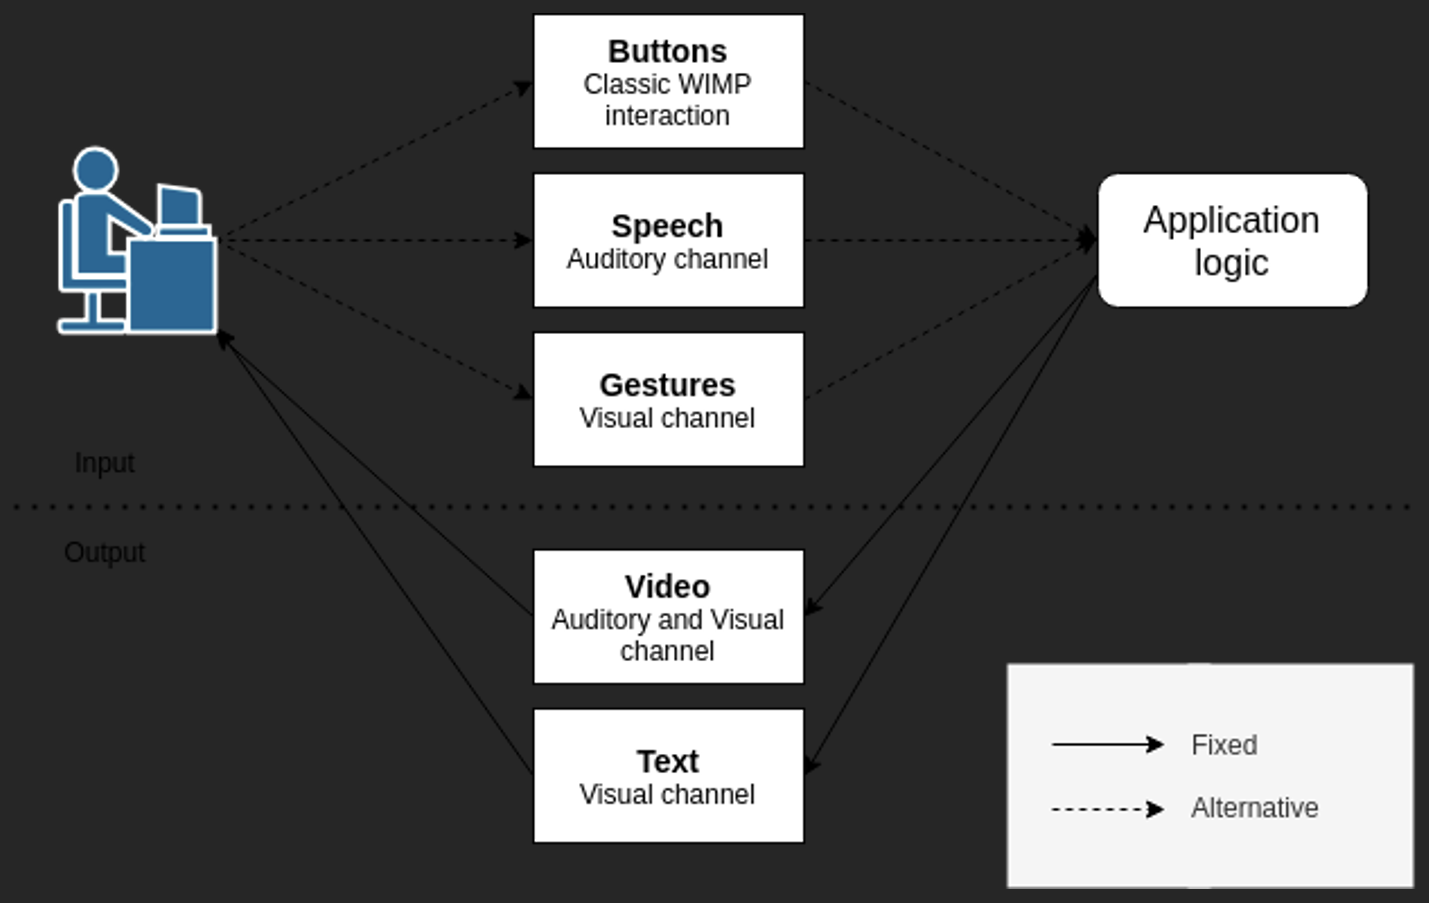 Buttons
Classic WIMP
interaction
Speech
Auditory channel
Application
logic
Gestures
Visual channel
Input
Output
Video
Auditory and Visual
channel
Text
Visual channel
Fixed
Alternative